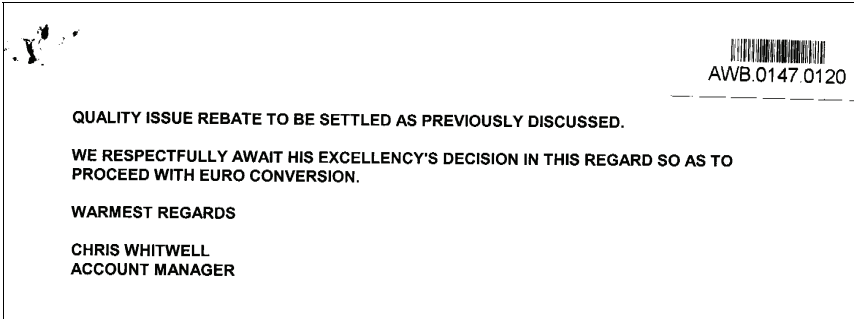 AWB.0147.0120
QUALITY ISSUE REBATE TO BE SETTLED AS PREVIOUSLY DISCUSSED.
WE RESPECTFULLY AWAIT HIS EXCELLENCY'S DECISION IN THIS REGARD SO AS TO
PROCEED WITH EURO CONVERSION.
WARMEST REGARDS
CHRIS WHITWELL
ACCOUNT MANAGER